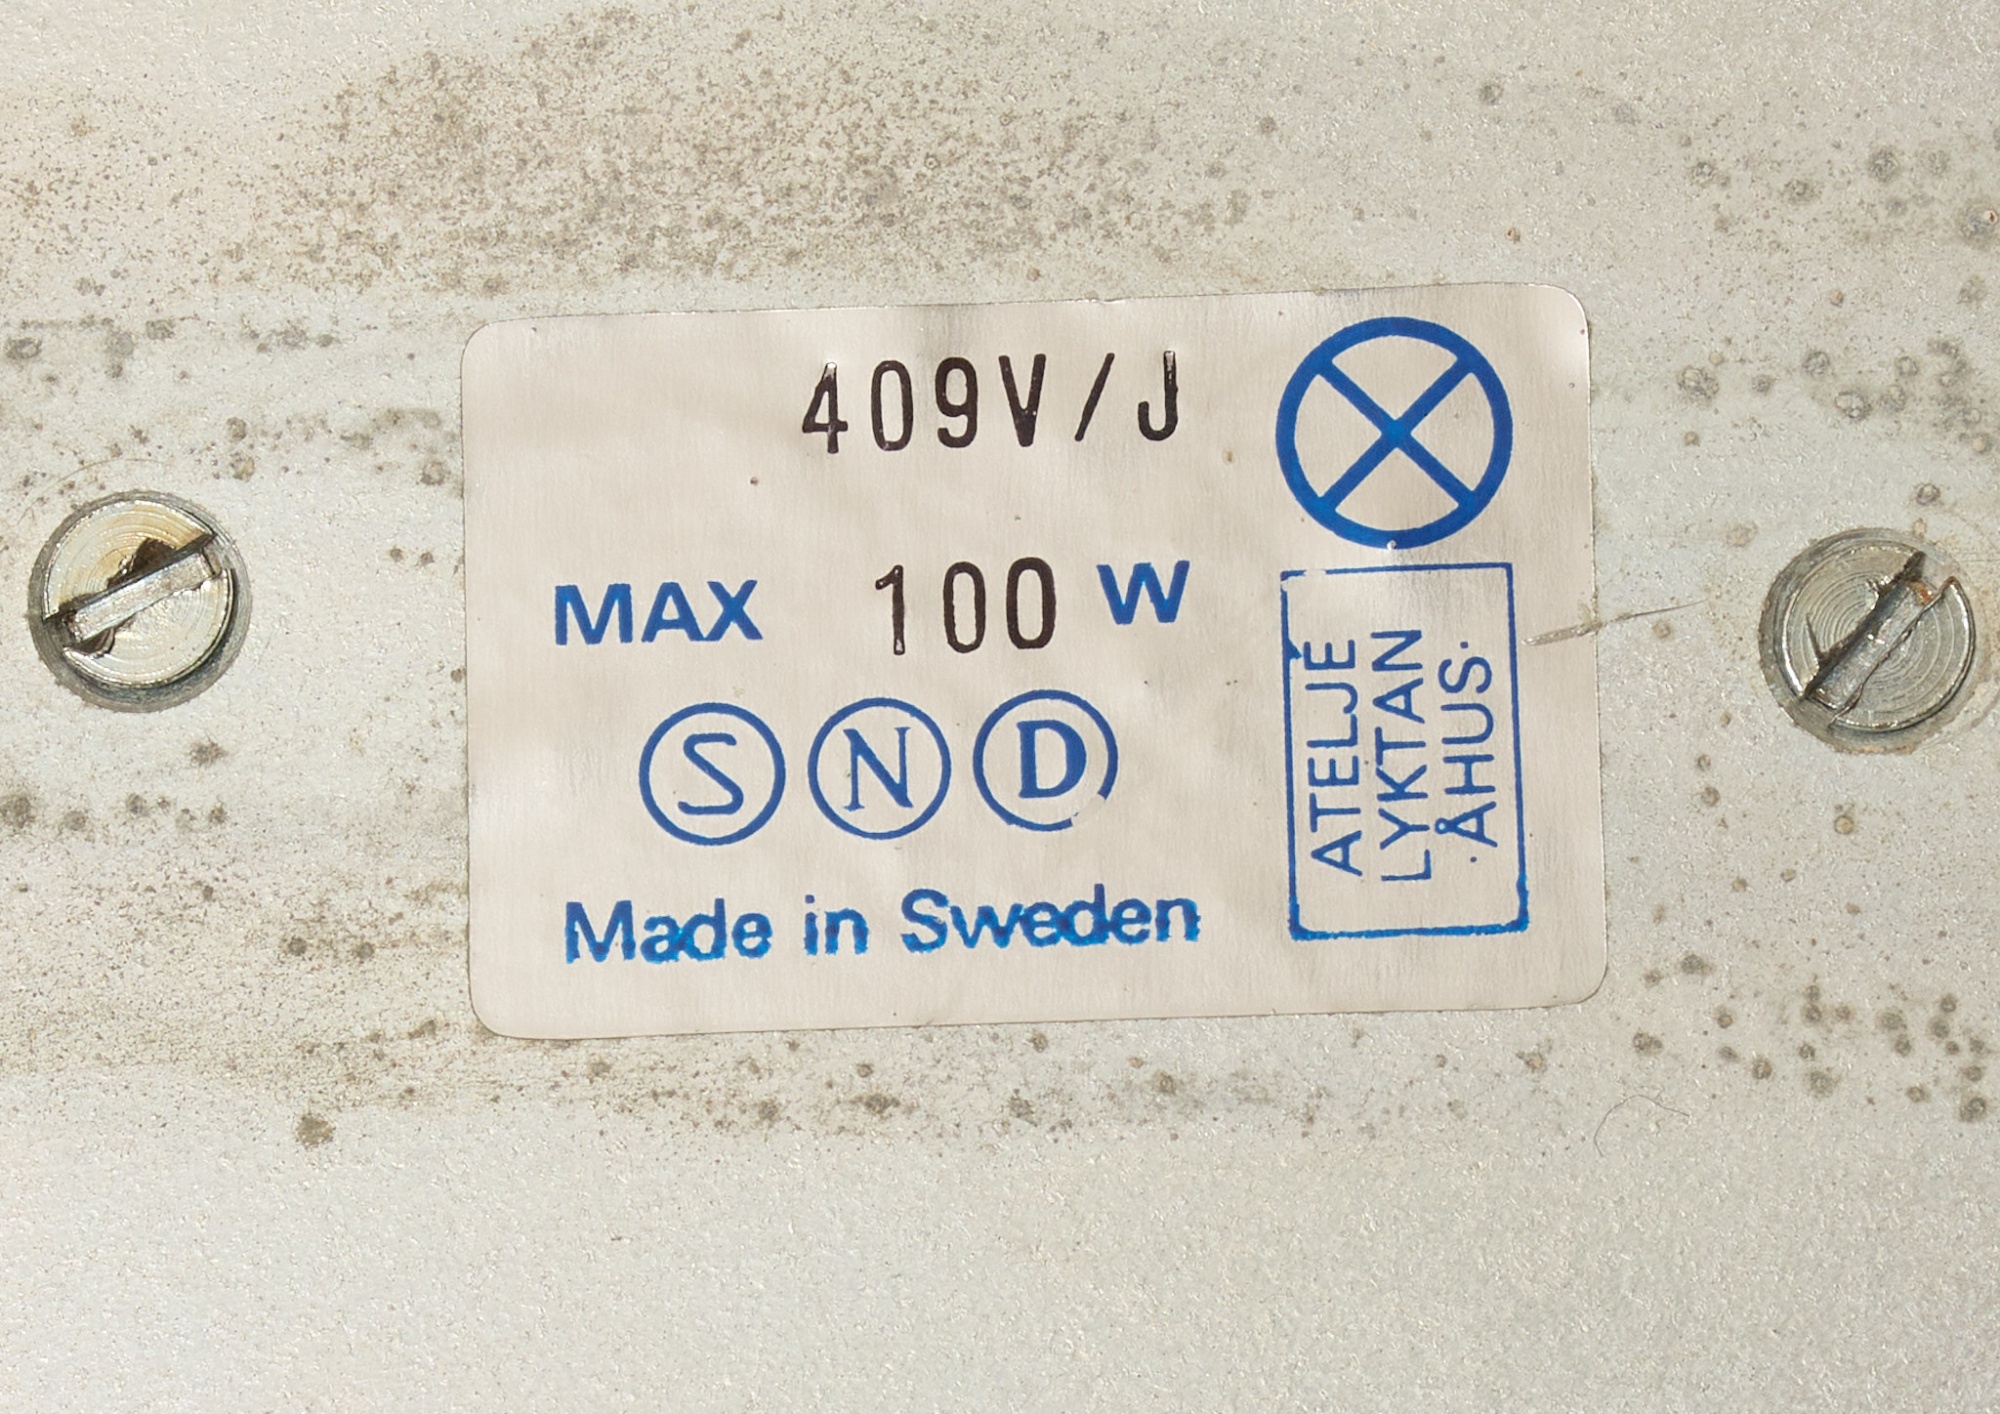 409V/J
MAX 100 W
S N D
Made in Sweden
ATELJE
LYKTAN
·ÅHUS·